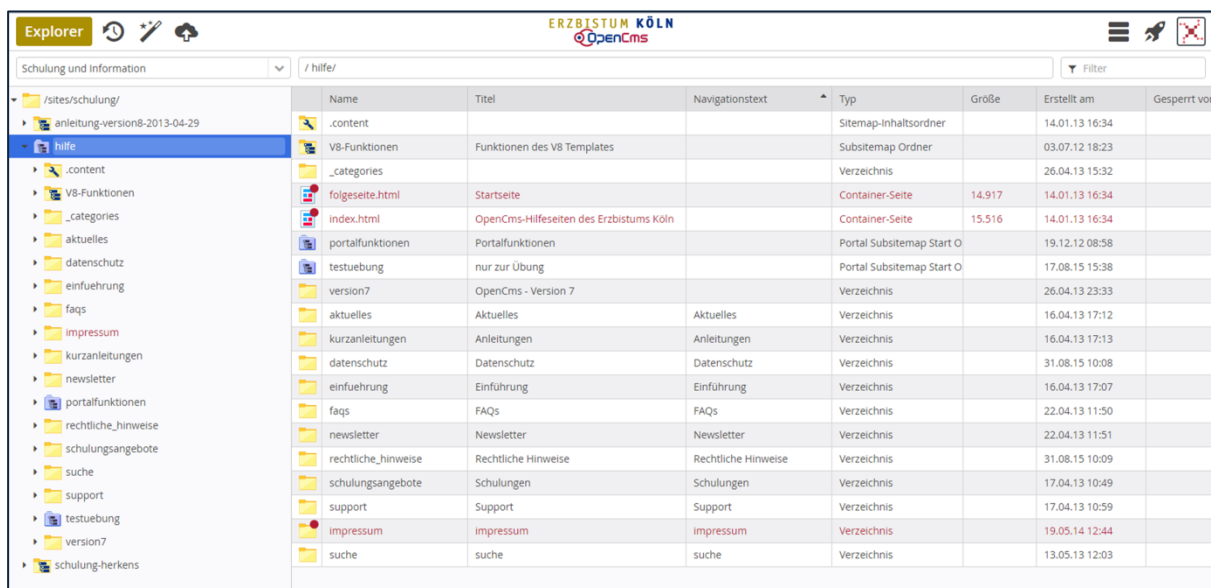 Explorer
ERZBISTUM KÖLN
OpenCms
Schulung und Information / hilfe/ Filter
/sites/schulung/
anleitung-version8-2013-04-29
hilfe
.content
V8-Funktionen
_categories
aktuelles
datenschutz
einfuehrung
faqs
impressum
kurzanleitungen
newsletter
portalfunktionen
rechtliche_hinweise
schulungsangebote
suche
support
testuebung
version7
schulung-herkens
Name Titel Navigationstext Typ Größe Erstellt am Gesperrt vo
.content Sitemap-Inhaltsordner 14.01.13 16:34
V8-Funktionen Funktionen des V8 Templates Subsitemap Ordner 03.07.12 18:23
_categories Verzeichnis 26.04.13 15:32
folgeseite.html Startseite Container-Seite 14.917 14.01.13 16:34
index.html OpenCms-Hilfeseiten des Erzbistums Köln Container-Seite 15.516 14.01.13 16:34
portalfunktionen Portalfunktionen Portal Subsitemap Start O 19.12.12 08:58
testuebung nur zur Übung Portal Subsitemap Start O 17.08.15 15:38
version7 OpenCms - Version 7 Verzeichnis 26.04.13 23:33
aktuelles Aktuelles Aktuelles Verzeichnis 16.04.13 17:12
kurzanleitungen Anleitungen Anleitungen Verzeichnis 16.04.13 17:13
datenschutz Datenschutz Datenschutz Verzeichnis 31.08.15 10:08
einfuehrung Einführung Einführung Verzeichnis 16.04.13 17:07
faqs FAQs FAQs Verzeichnis 22.04.13 11:50
newsletter Newsletter Newsletter Verzeichnis 22.04.13 11:51
rechtliche_hinweise Rechtliche Hinweise Rechtliche Hinweise Verzeichnis 31.08.15 10:09
schulungsangebote Schulungen Schulungen Verzeichnis 17.04.13 10:49
support Support Support Verzeichnis 17.04.13 10:59
impressum impressum impressum Verzeichnis 19.05.14 12:44
suche suche suche Verzeichnis 13.05.13 12:03